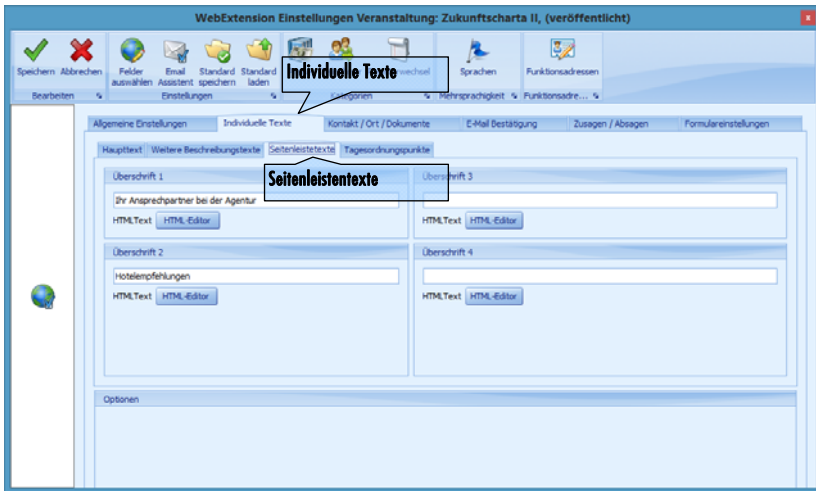 WebExtension Einstellungen Veranstaltung: Zukunftscharta II, (veröffentlicht)
Speichern Abbrechen Felder auswählen Email Assistent Standard speichern Standard laden Sprachen Funktionsadressen
Individuelle Texte
Bearbeiten Einstellungen Kategorien Mehrsprachigkeit Funktionsadre...
Allgemeine Einstellungen Individuelle Texte Kontakt / Ort / Dokumente E-Mail Bestätigung Zusagen / Absagen Formulareinstellungen
Haupttext Weitere Beschreibungstexte Seitenleistetexte Tagesordnungspunkte
Seitenleistentexte
Überschrift 1 Überschrift 3
Ihr Ansprechpartner bei der Agentur
HTMLText HTML-Editor HTMLText HTML-Editor
Überschrift 2 Überschrift 4
Hotelempfehlungen
HTMLText HTML-Editor HTMLText HTML-Editor
Optionen